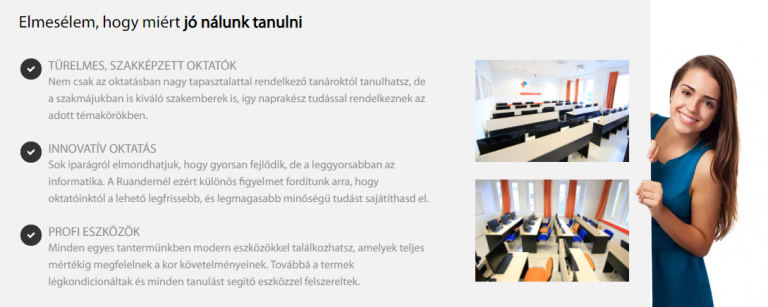 Elmesélem, hogy miért jó nálunk tanulni
TÜRELMES, SZAKKÉPZETT OKTATÓK
Nem csak az oktatásban nagy tapasztalattal rendelkező tanároktól tanulhatsz, de
a szakmájukban is kiváló szakemberek is, így naprakész tudással rendelkeznek az
adott témakörökben.
INNOVATÍV OKTATÁS
Sok iparágról elmondhatjuk, hogy gyorsan fejlődik, de a leggyorsabban az
informatika. A Ruandernél ezért különös figyelmet fordítunk arra, hogy
oktatóinktól a lehető legfrissebb, és legmagasabb minőségű tudást sajátíthasd el.
PROFI ESZKÖZÖK
Minden egyes tantermünkben modern eszközökkel találkozhatsz, amelyek teljes
mértékig megfelelnek a kor követelményeinek. Továbbá a termek
légkondicionáltak és minden tanulást segítő eszközzel felszereltek.